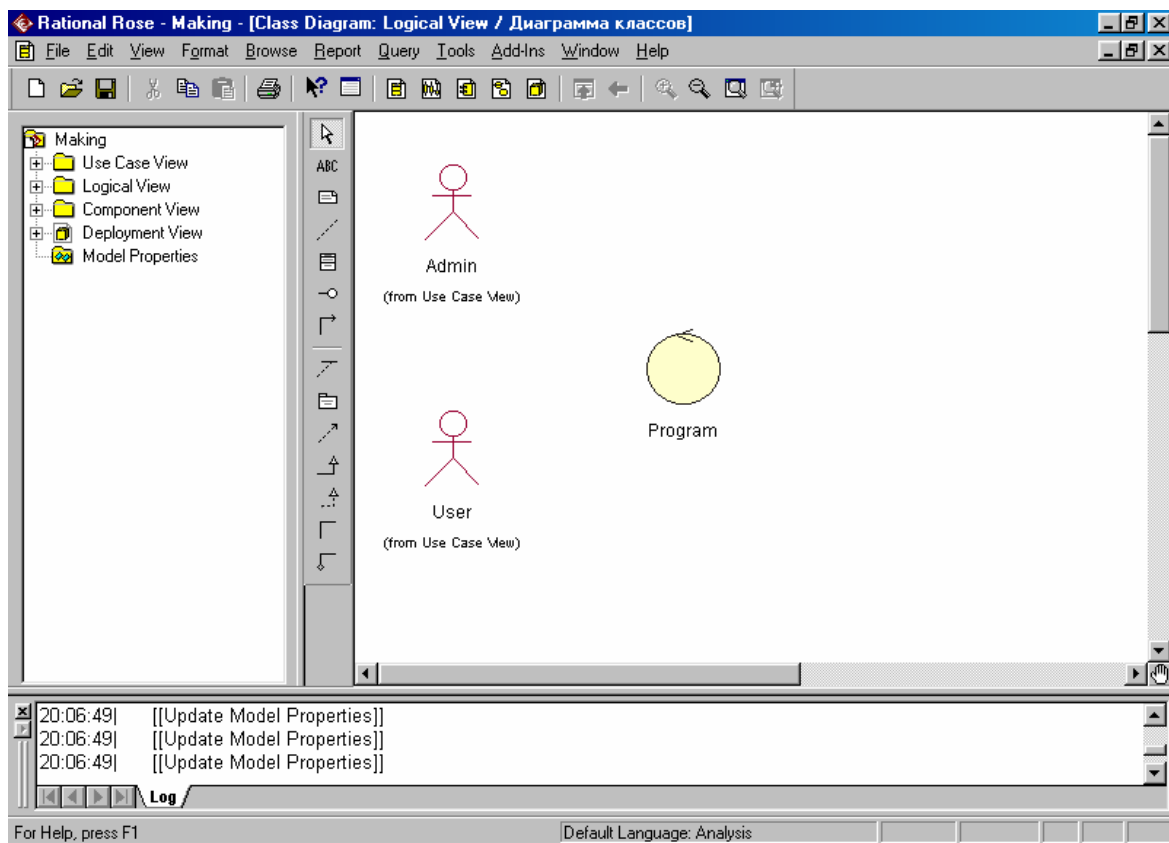 Rational Rose - Making - [Class Diagram: Logical View / Диаграмма классов]
File Edit View Format Browse Report Query Tools Add-Ins Window Help
Making
Use Case View
Logical View
Component View
Deployment View
Model Properties
ABC
Admin
(from Use Case View)
Program
User
(from Use Case View)
20:06:49| [[Update Model Properties]]
20:06:49| [[Update Model Properties]]
20:06:49| [[Update Model Properties]]
Log
For Help, press F1
Default Language: Analysis